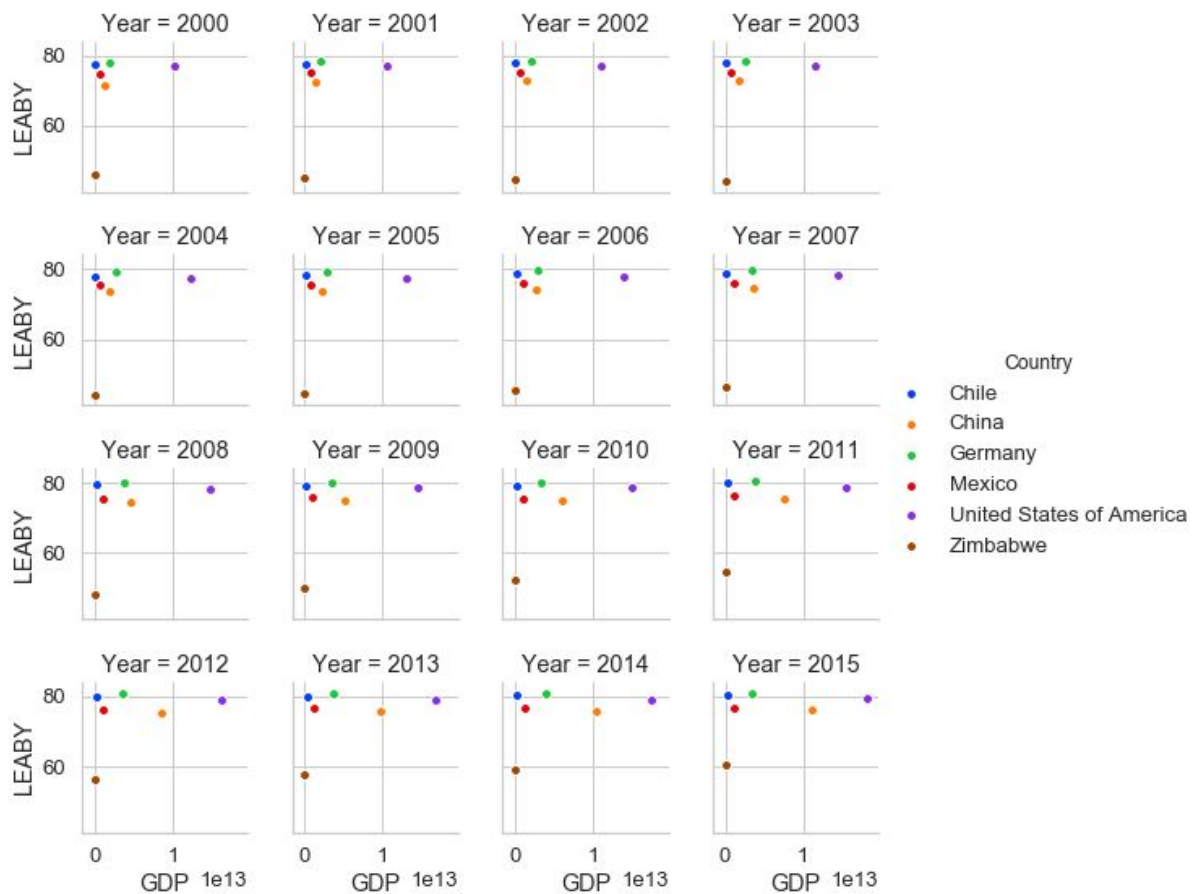 Year = 2000 Year = 2001 Year = 2002 Year = 2003
80
60
LEABY
Year = 2004 Year = 2005 Year = 2006 Year = 2007
80
60
LEABY
Country
Chile
China
Germany
Mexico
United States of America
Zimbabwe
Year = 2008 Year = 2009 Year = 2010 Year = 2011
80
60
LEABY
Year = 2012 Year = 2013 Year = 2014 Year = 2015
80
60
LEABY
0 1 0 1 0 1 0 1
GDP 1e13 GDP 1e13 GDP 1e13 GDP 1e13